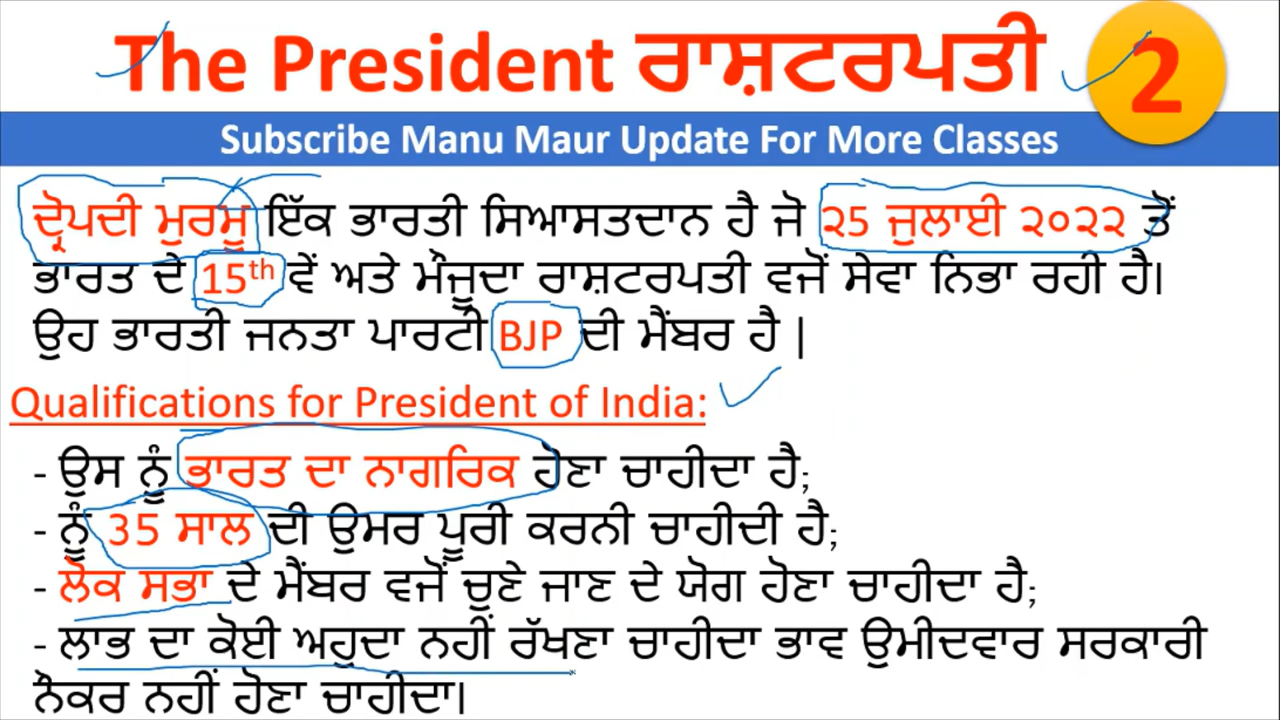 The President ਰਾਸ਼ਟਰਪਤੀ 2
Subscribe Manu Maur Update For More Classes
ਦ੍ਰੋਪਦੀ ਮੁਰਮੂ ਇੱਕ ਭਾਰਤੀ ਸਿਆਸਤਦਾਨ ਹੈ ਜੋ ੨5 ਜੁਲਾਈ ੨੦੨੨ ਤੋਂ
ਭਾਰਤ ਦੇ 15th ਵੇਂ ਅਤੇ ਮੌਜੂਦਾ ਰਾਸ਼ਟਰਪਤੀ ਵਜੋਂ ਸੇਵਾ ਨਿਭਾ ਰਹੀ ਹੈ।
ਉਹ ਭਾਰਤੀ ਜਨਤਾ ਪਾਰਟੀ BJP ਦੀ ਮੈਂਬਰ ਹੈ |
Qualifications for President of India:
- ਉਸ ਨੂੰ ਭਾਰਤ ਦਾ ਨਾਗਰਿਕ ਹੋਣਾ ਚਾਹੀਦਾ ਹੈ;
- ਨੂੰ 35 ਸਾਲ ਦੀ ਉਮਰ ਪੂਰੀ ਕਰਨੀ ਚਾਹੀਦੀ ਹੈ;
- ਲੋਕ ਸਭਾ ਦੇ ਮੈਂਬਰ ਵਜੋਂ ਚੁਣੇ ਜਾਣ ਦੇ ਯੋਗ ਹੋਣਾ ਚਾਹੀਦਾ ਹੈ;
- ਲਾਭ ਦਾ ਕੋਈ ਅਹੁਦਾ ਨਹੀਂ ਰੱਖਣਾ ਚਾਹੀਦਾ ਭਾਵ ਉਮੀਦਵਾਰ ਸਰਕਾਰੀ
ਨੌਕਰ ਨਹੀਂ ਹੋਣਾ ਚਾਹੀਦਾ।